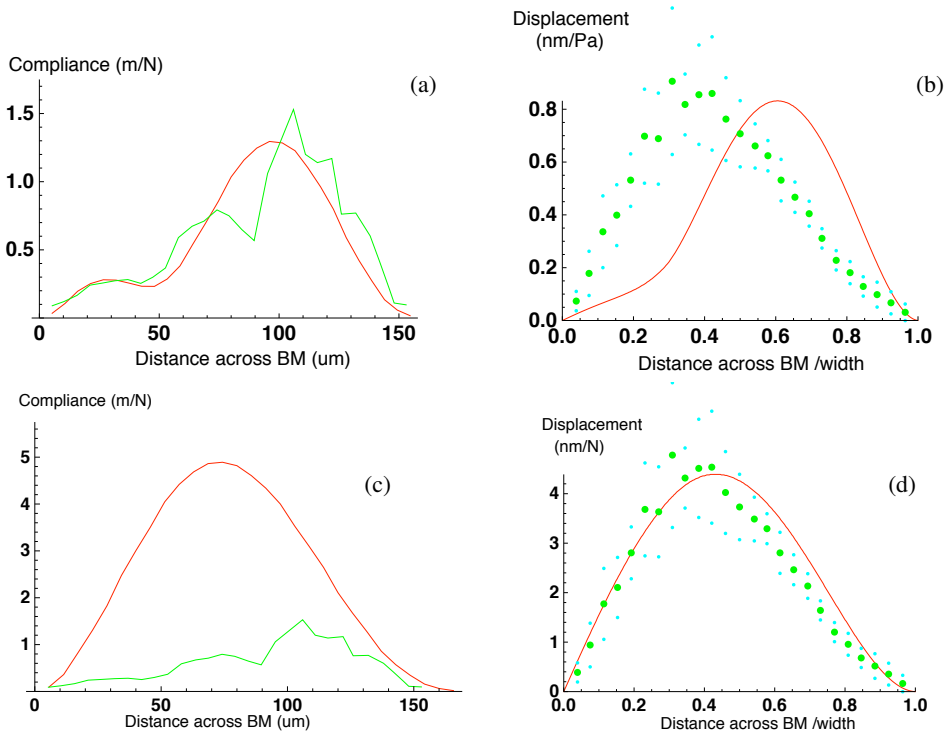 Compliance (m/N)
(a)
1.5
1.0
0.5
0
50
100
150
Distance across BM (um)
Displacement
(nm/Pa)
(b)
0.8
0.6
0.4
0.2
0.0
0.0
0.2
0.4
0.6
0.8
1.0
Distance across BM /width
Compliance (m/N)
(c)
5
4
3
2
1
0
50
100
150
Distance across BM (um)
Displacement
(nm/N)
(d)
4
3
2
1
0
0.0
0.2
0.4
0.6
0.8
1.0
Distance across BM /width